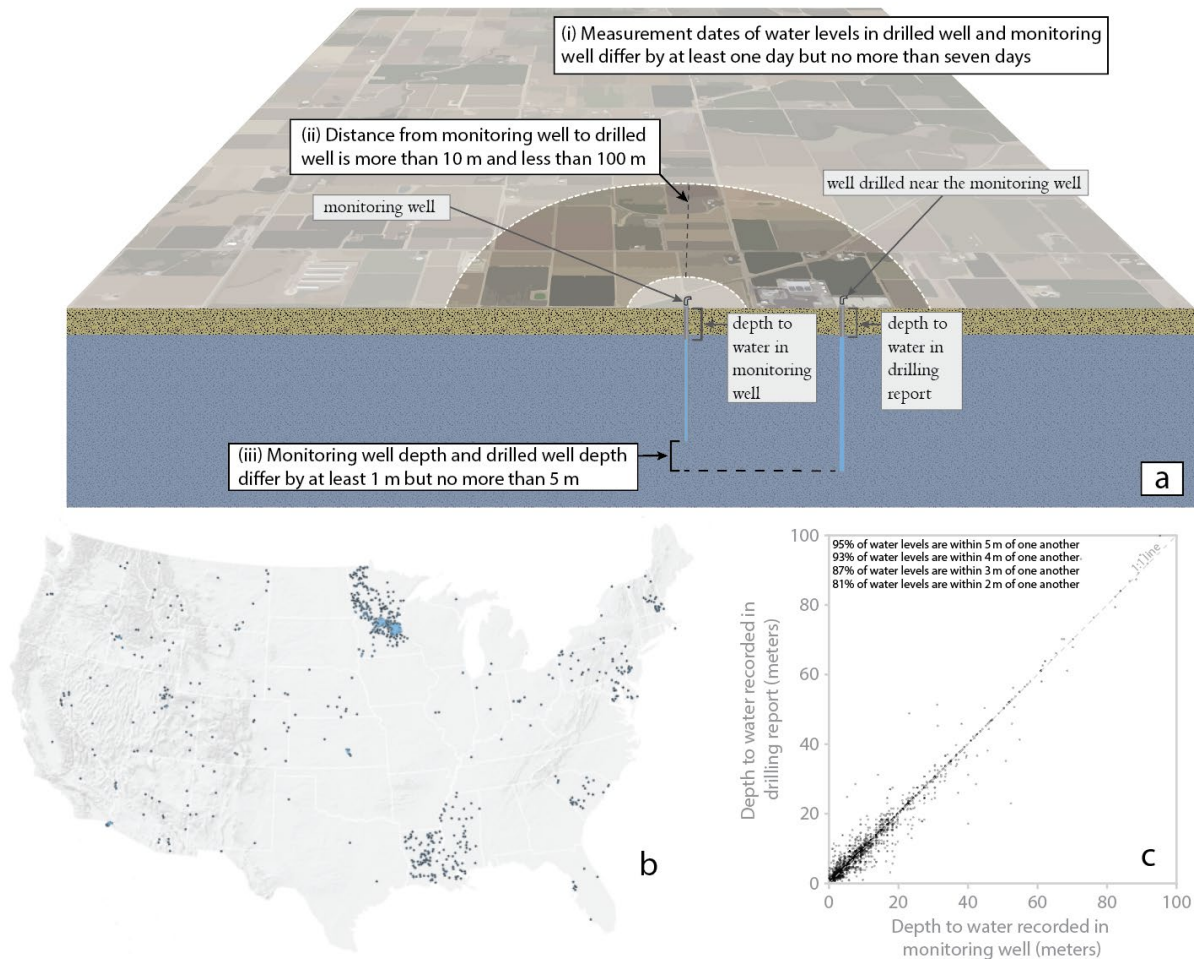 (i) Measurement dates of water levels in drilled well and monitoring
well differ by at least one day but no more than seven days
(ii) Distance from monitoring well to drilled
well is more than 10 m and less than 100 m
monitoring well
well drilled near the monitoring well
depth to
water in
monitoring
well
depth to
water in
drilling
report
(iii) Monitoring well depth and drilled well depth
differ by at least 1 m but no more than 5 m
a
b
95% of water levels are within 5 m of one another
93% of water levels are within 4 m of one another
87% of water levels are within 3 m of one another
81% of water levels are within 2 m of one another
1:1 line
Depth to water recorded in
drilling report (meters)
100
80
60
40
20
0
c
0
20
40
60
80
100
Depth to water recorded in
monitoring well (meters)